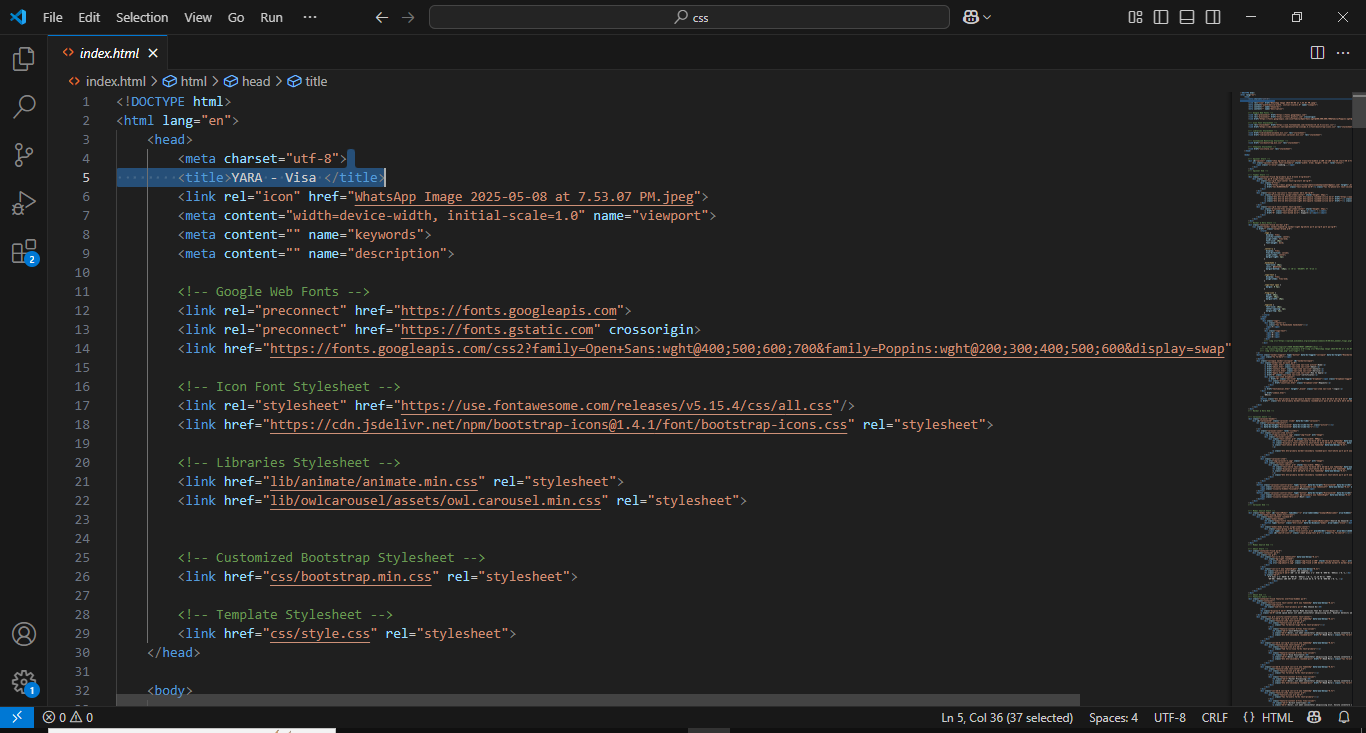 File Edit Selection View Go Run ··· css
index.html
index.html > html > head > title
1 <!DOCTYPE html>
2 <html lang="en">
3 <head>
4 <meta charset="utf-8">
5 <title>YARA - Visa </title>
6 <link rel="icon" href="WhatsApp Image 2025-05-08 at 7.53.07 PM.jpeg">
7 <meta content="width=device-width, initial-scale=1.0" name="viewport">
8 <meta content="" name="keywords">
9 <meta content="" name="description">
10
11 <!-- Google Web Fonts -->
12 <link rel="preconnect" href="https://fonts.googleapis.com">
13 <link rel="preconnect" href="https://fonts.gstatic.com" crossorigin>
14 <link href="https://fonts.googleapis.com/css2?family=Open+Sans:wght@400;500;600;700&family=Poppins:wght@200;300;400;500;600&display=swap"
15
16 <!-- Icon Font Stylesheet -->
17 <link rel="stylesheet" href="https://use.fontawesome.com/releases/v5.15.4/css/all.css"/>
18 <link href="https://cdn.jsdelivr.net/npm/bootstrap-icons@1.4.1/font/bootstrap-icons.css" rel="stylesheet">
19
20 <!-- Libraries Stylesheet -->
21 <link href="lib/animate/animate.min.css" rel="stylesheet">
22 <link href="lib/owlcarousel/assets/owl.carousel.min.css" rel="stylesheet">
23
24
25 <!-- Customized Bootstrap Stylesheet -->
26 <link href="css/bootstrap.min.css" rel="stylesheet">
27
28 <!-- Template Stylesheet -->
29 <link href="css/style.css" rel="stylesheet">
30 </head>
31
32 <body>
2
1
0 0 Ln 5, Col 36 (37 selected) Spaces: 4 UTF-8 CRLF {} HTML